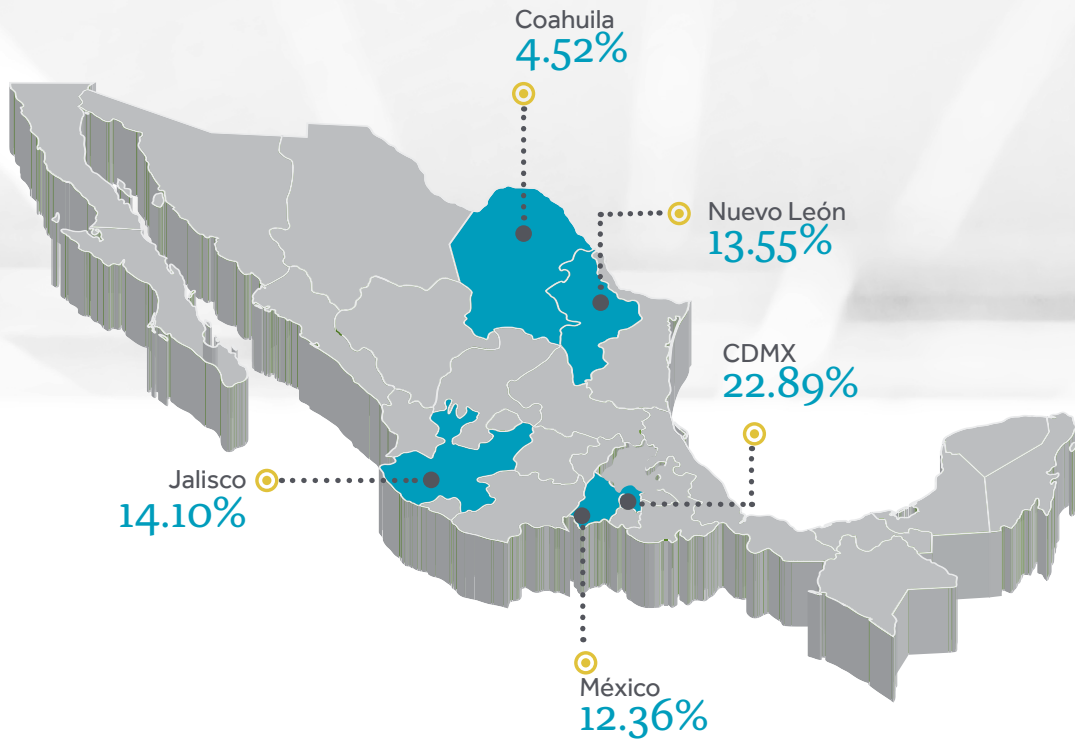 Coahuila
4.52%
Nuevo León
13.55%
CDMX
22.89%
Jalisco
14.10%
México
12.36%